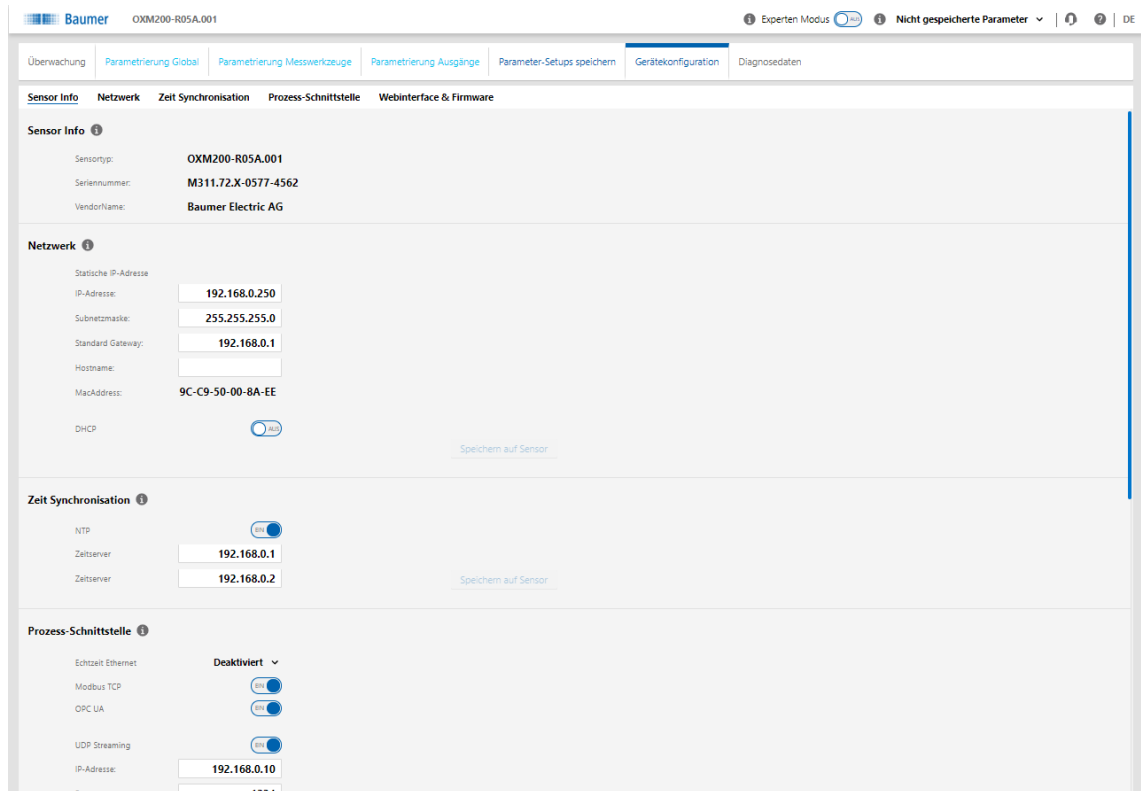 Baumer OXM200-R05A.001 Experten Modus AUS Nicht gespeicherte Parameter DE
Überwachung Parametrierung Global Parametrierung Messwerkzeuge Parametrierung Ausgänge Parameter-Setups speichern Gerätekonfiguration Diagnosedaten
Sensor Info Netzwerk Zeit Synchronisation Prozess-Schnittstelle Webinterface & Firmware
Sensor Info
Sensortyp: OXM200-R05A.001
Seriennummer: M311.72.X-0577-4562
VendorName: Baumer Electric AG
Netzwerk
Statische IP-Adresse
IP-Adresse: 192.168.0.250
Subnetzmaske: 255.255.255.0
Standard Gateway: 192.168.0.1
Hostname:
MacAddress: 9C-C9-50-00-8A-EE
DHCP AUS
Speichern auf Sensor
Zeit Synchronisation
NTP EN
Zeitserver 192.168.0.1
Zeitserver 192.168.0.2 Speichern auf Sensor
Prozess-Schnittstelle
Echtzeit Ethernet Deaktiviert
Modbus TCP EN
OPC UA EN
UDP Streaming EN
IP-Adresse: 192.168.0.10